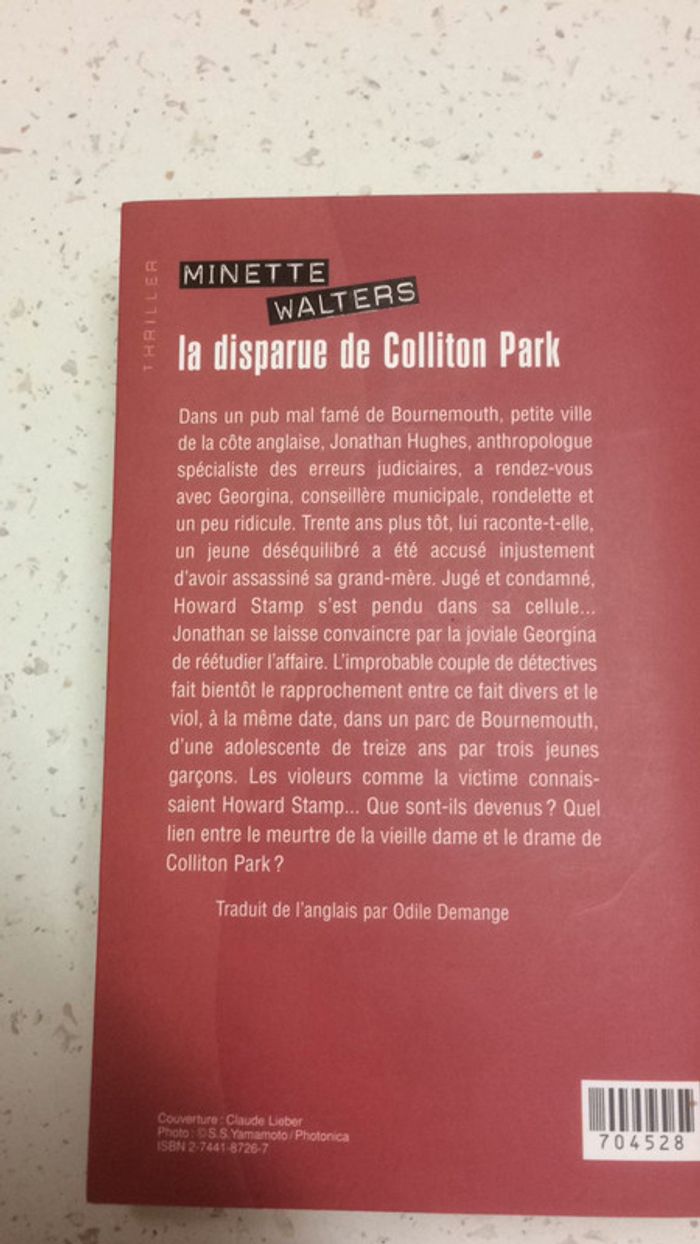 THRILLER
MINETTE
WALTERS
la disparue de Colliton Park
Dans un pub mal famé de Bournemouth, petite ville
de la côte anglaise, Jonathan Hughes, anthropologue
spécialiste des erreurs judiciaires, a rendez-vous
avec Georgina, conseillère municipale, rondelette et
un peu ridicule. Trente ans plus tôt, lui raconte-t-elle,
un jeune déséquilibré a été accusé injustement
d'avoir assassiné sa grand-mère. Jugé et condamné,
Howard Stamp s'est pendu dans sa cellule...
Jonathan se laisse convaincre par la joviale Georgina
de réétudier l'affaire. L'improbable couple de détectives
fait bientôt le rapprochement entre ce fait divers et le
viol, à la même date, dans un parc de Bournemouth,
d'une adolescente de treize ans par trois jeunes
garçons. Les violeurs comme la victime connais-
saient Howard Stamp... Que sont-ils devenus ? Quel
lien entre le meurtre de la vieille dame et le drame de
Colliton Park ?
Traduit de l'anglais par Odile Demange
Couverture : Claude Lieber
Photo : © S.S. Yamamoto / Photonica
ISBN 2-7441-8726-7
704528